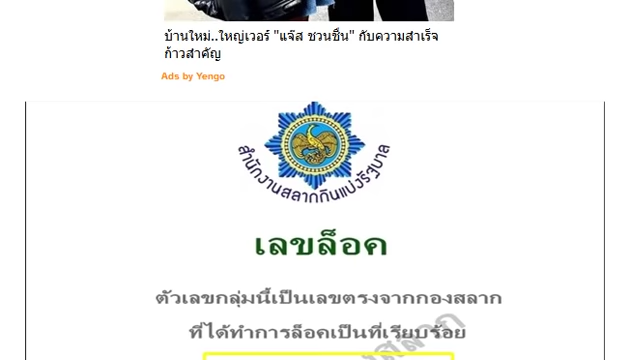 บ้านใหม่..ใหญ่เวอร์ "แจ๊ส ชวนชื่น" กับความสำเร็จ
ก้าวสำคัญ
Ads by Yengo
สำนักงานสลากกินแบ่งรัฐบาล
เลขล็อค
ตัวเลขกลุ่มนี้เป็นเลขตรงจากกองสลาก
ที่ได้ทำการล็อคเป็นที่เรียบร้อย